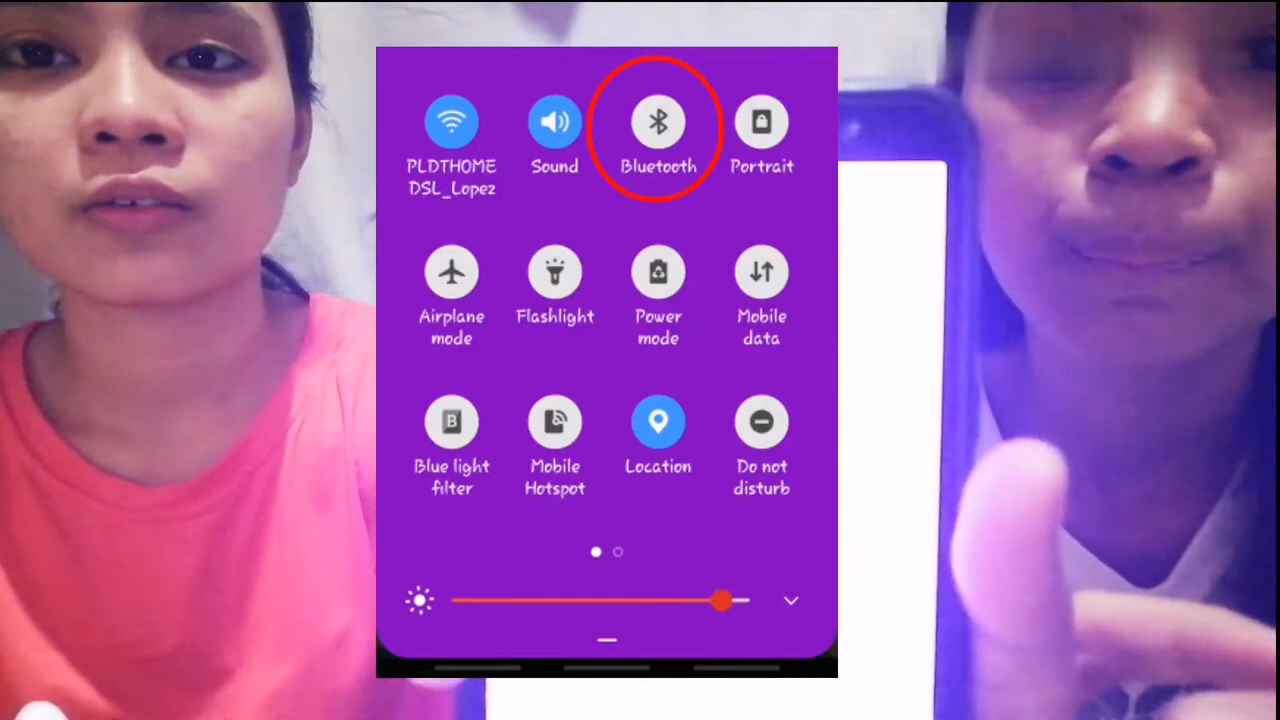 PLDTHOME
DSL_Lopez
Sound
Bluetooth
Portrait
Airplane
mode
Flashlight
Power
mode
Mobile
data
B
Blue light
filter
Mobile
Hotspot
Location
Do not
disturb